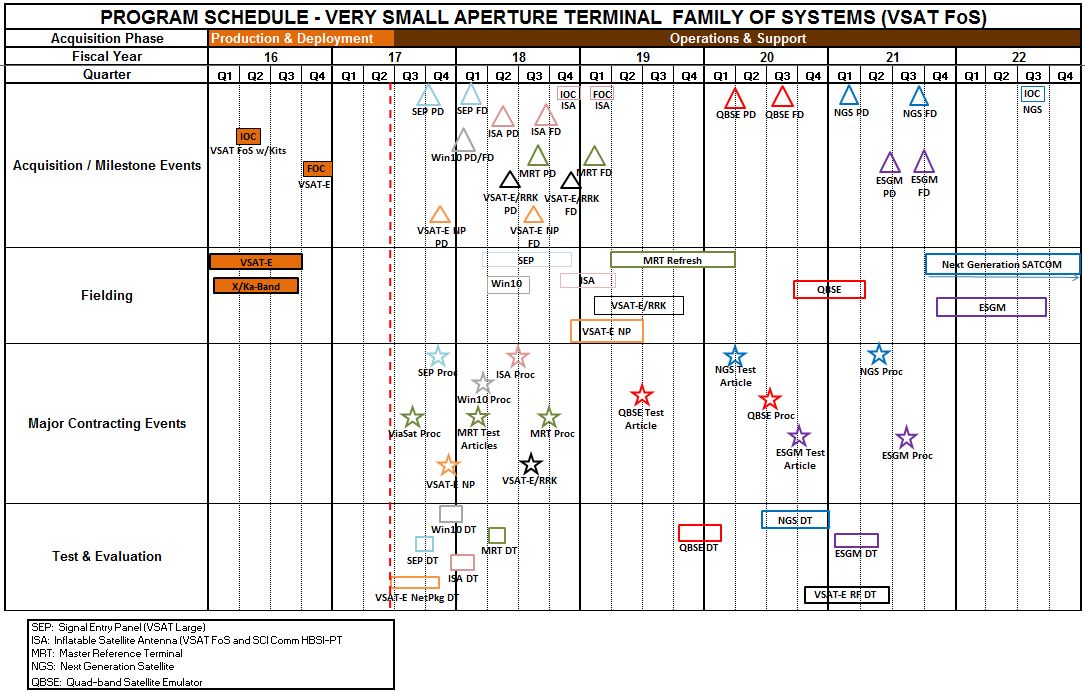 PROGRAM SCHEDULE - VERY SMALL APERTURE TERMINAL FAMILY OF SYSTEMS (VSAT FoS)
Acquisition Phase Production & Deployment Operations & Support
Fiscal Year 16 17 18 19 20 21 22
Quarter Q1 Q2 Q3 Q4 Q1 Q2 Q3 Q4 Q1 Q2 Q3 Q4 Q1 Q2 Q3 Q4 Q1 Q2 Q3 Q4 Q1 Q2 Q3 Q4 Q1 Q2 Q3 Q4
Acquisition / Milestone Events
IOC
VSAT FoS w/Kits
FOC
VSAT-E
SEP PD
SEP FD
Win10 PD/FD
ISA PD
ISA FD
IOC
ISA
FOC
ISA
MRT PD
MRT FD
VSAT-E/RRK
PD
VSAT-E/RRK
FD
VSAT-E NP
PD
VSAT-E NP
FD
QBSE PD
QBSE FD
NGS PD
NGS FD
ESGM
PD
ESGM
FD
IOC
NGS
Fielding
VSAT-E
X/Ka-Band
SEP
Win10
ISA
MRT Refresh
VSAT-E/RRK
VSAT-E NP
QBSE
Next Generation SATCOM
ESGM
Major Contracting Events
SEP Proc
ISA Proc
Win10 Proc
ViaSat Proc
MRT Test
Articles
MRT Proc
VSAT-E NP
VSAT-E/RRK
QBSE Test
Article
NGS Test
Article
QBSE Proc
ESGM Test
Article
NGS Proc
ESGM Proc
Test & Evaluation
Win10 DT
SEP DT
MRT DT
ISA DT
VSAT-E NetPkg DT
QBSE DT
NGS DT
ESGM DT
VSAT-E RF DT
SEP: Signal Entry Panel (VSAT Large)
ISA: Inflatable Satellite Antenna (VSAT FoS and SCI Comm HBSI-PT
MRT: Master Reference Terminal
NGS: Next Generation Satellite
QBSE: Quad-band Satellite Emulator